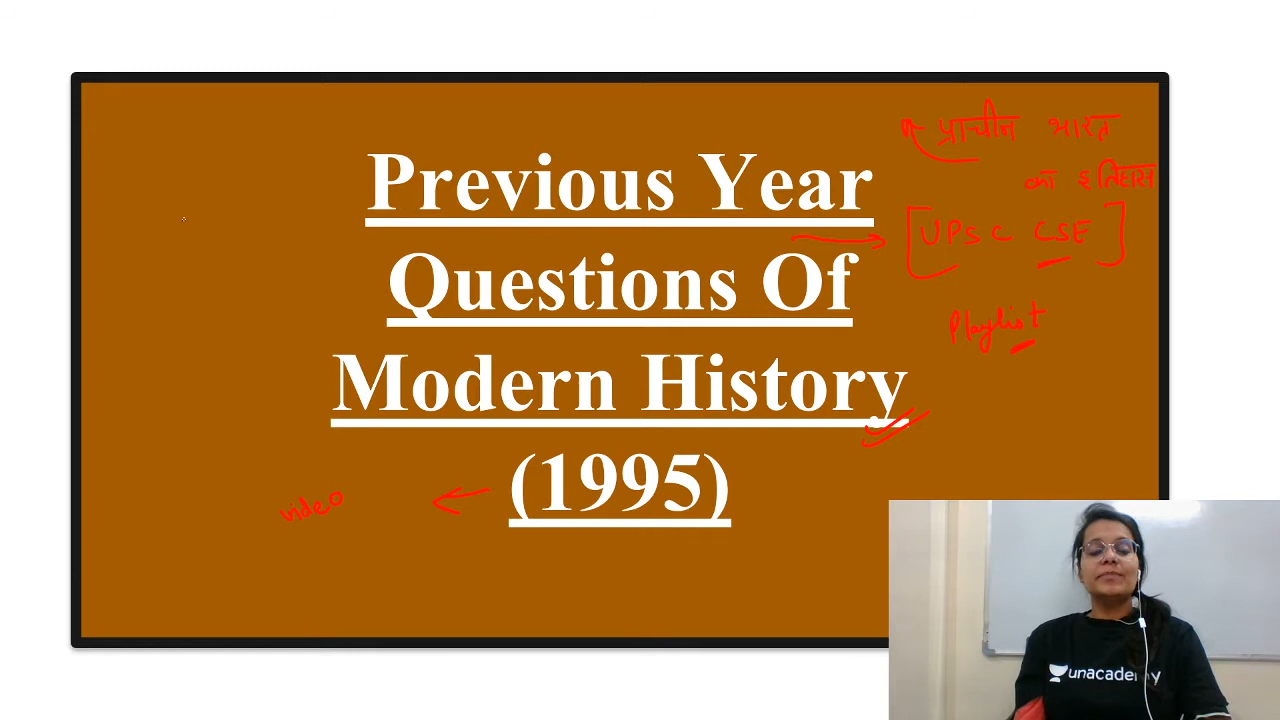 प्राचीन भारत
का इतिहास
Previous Year
[UPSC CSE]
Questions Of
Playlist
Modern History
(1995)
video
unacademy